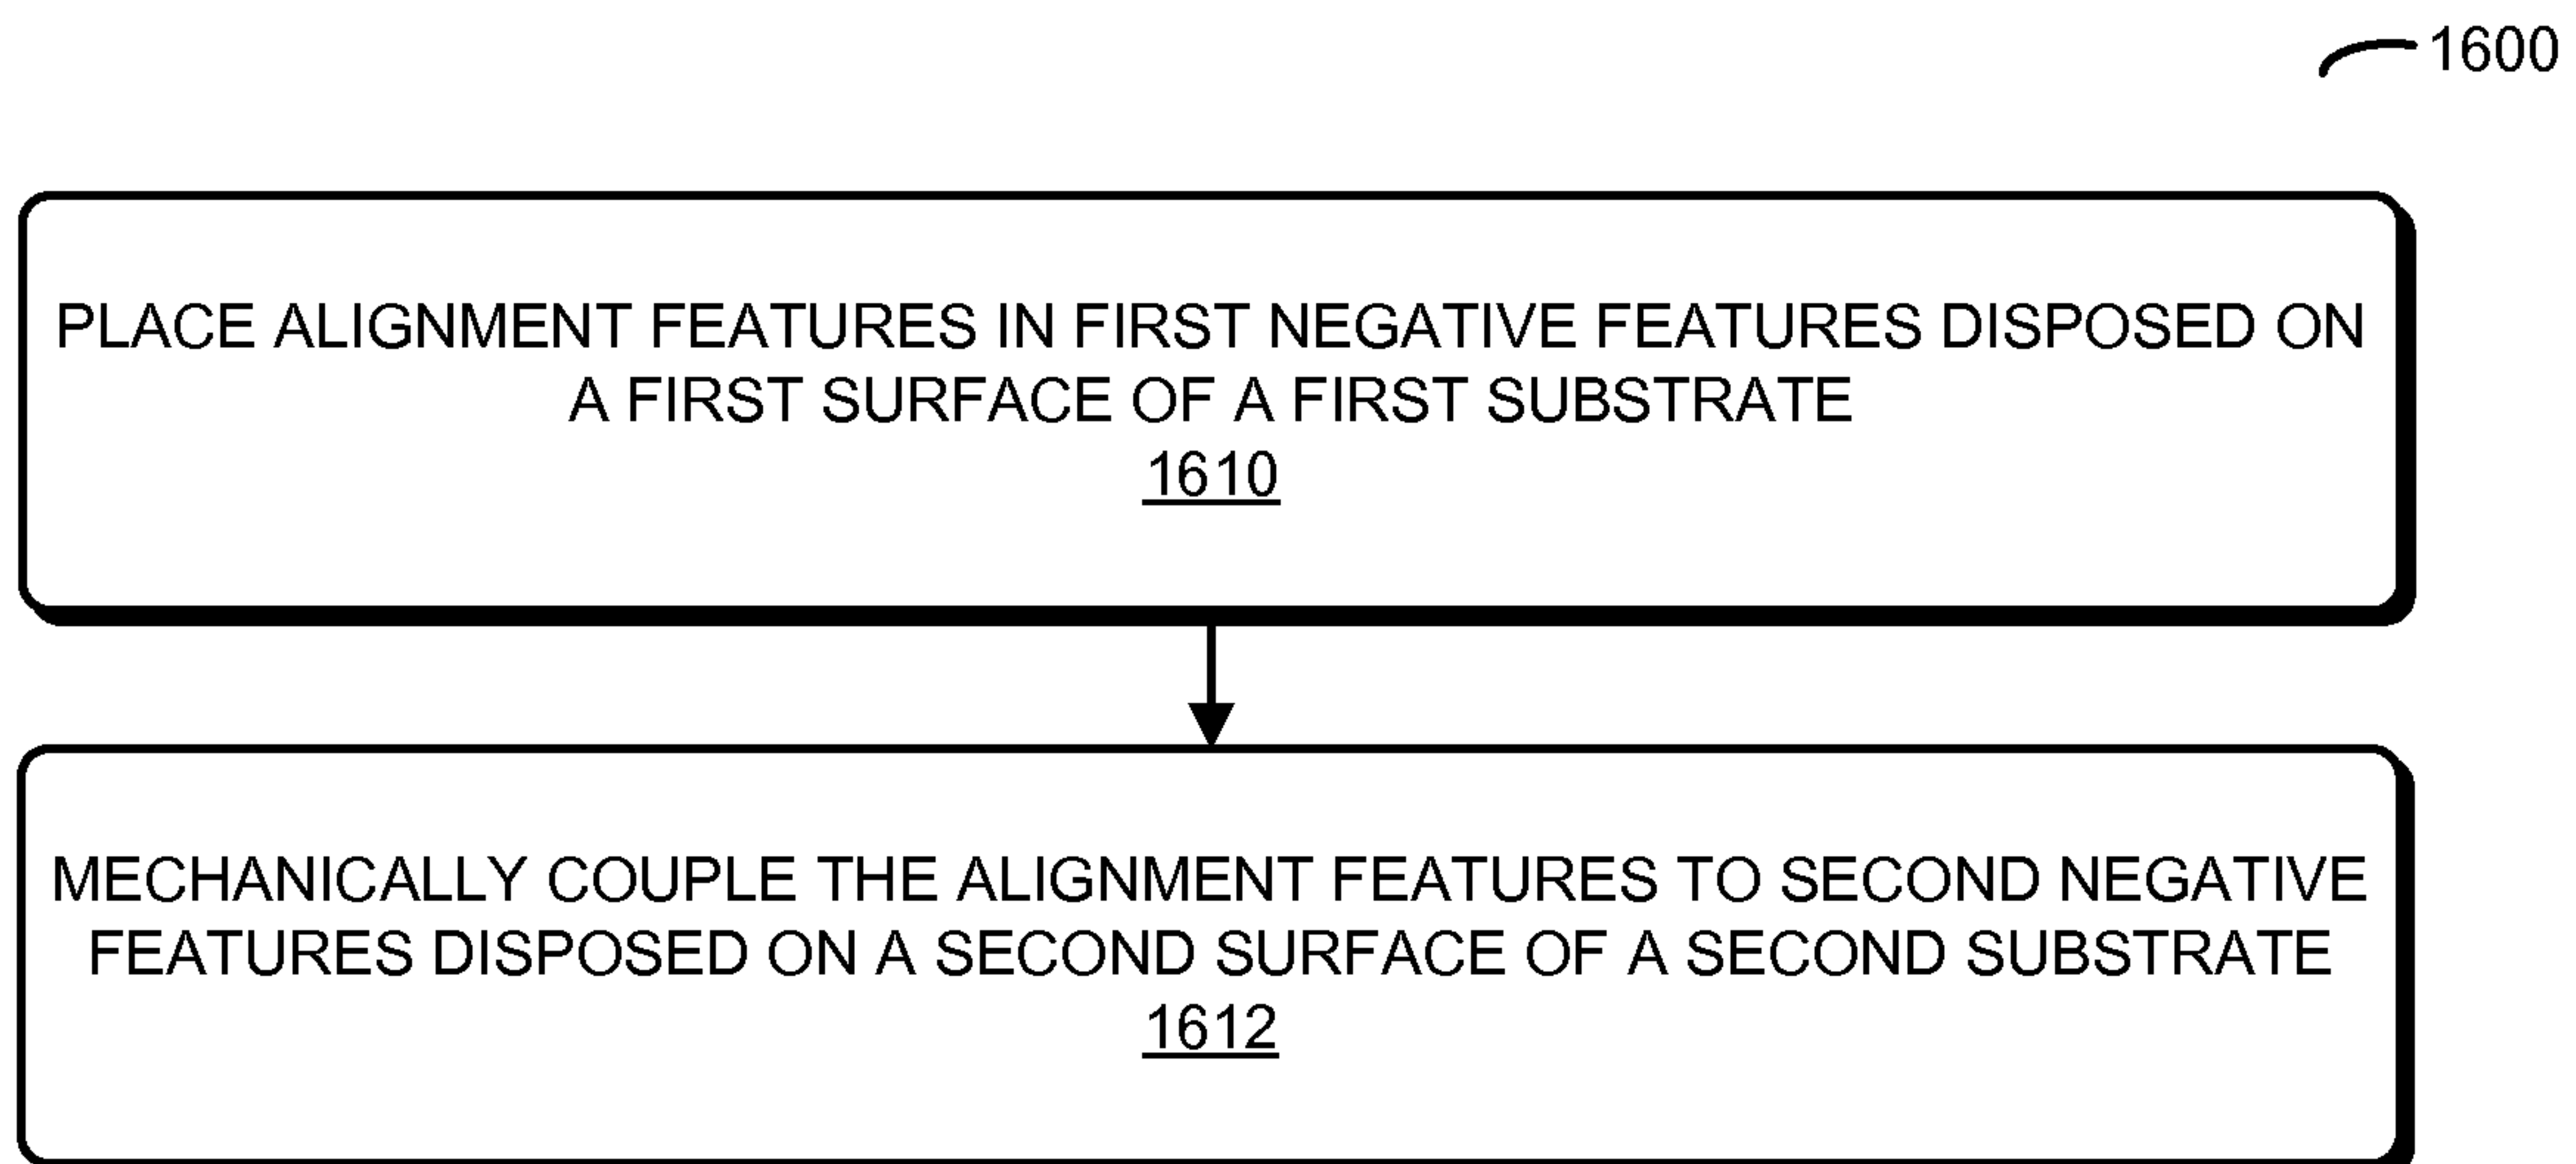 1600
PLACE ALIGNMENT FEATURES IN FIRST NEGATIVE FEATURES DISPOSED ON
A FIRST SURFACE OF A FIRST SUBSTRATE
1610
MECHANICALLY COUPLE THE ALIGNMENT FEATURES TO SECOND NEGATIVE
FEATURES DISPOSED ON A SECOND SURFACE OF A SECOND SUBSTRATE
1612